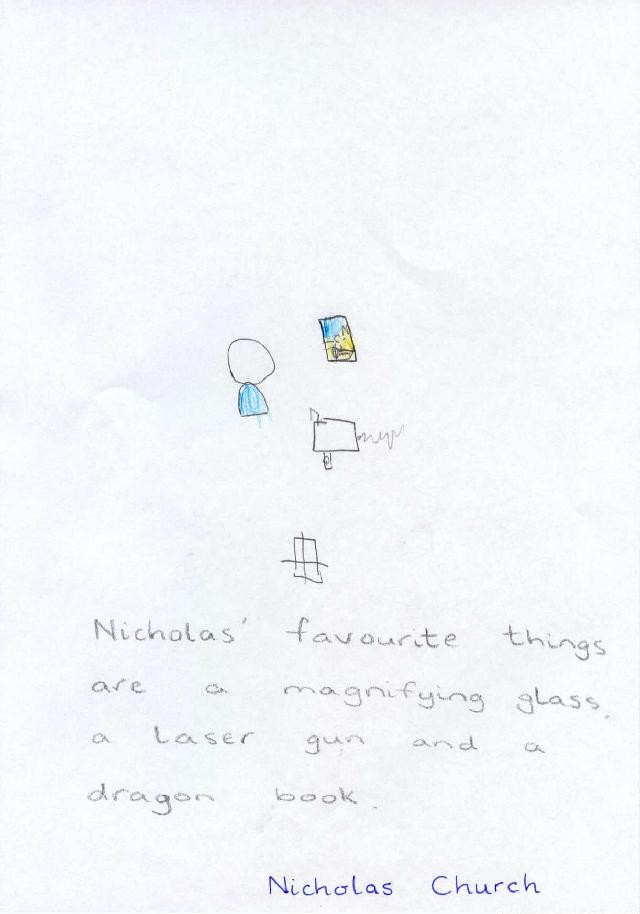 Nicholas' favourite things
are a magnifying glass,
a laser gun and a
dragon book.
Nicholas Church